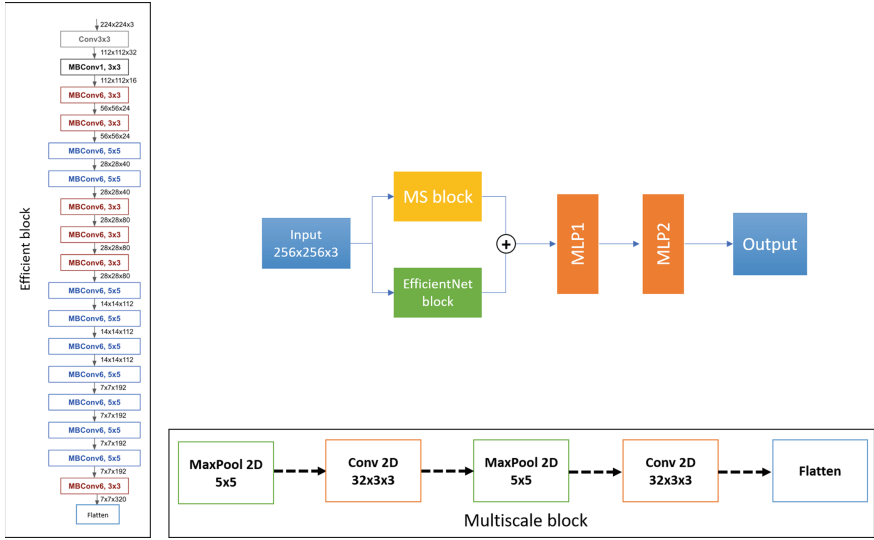 Efficient block
224x224x3
Conv3x3
112x112x32
MBConv1, 3x3
112x112x16
MBConv6, 3x3
56x56x24
MBConv6, 3x3
56x56x24
MBConv6, 5x5
28x28x40
MBConv6, 5x5
28x28x40
MBConv6, 3x3
28x28x80
MBConv6, 3x3
28x28x80
MBConv6, 3x3
28x28x80
MBConv6, 5x5
14x14x112
MBConv6, 5x5
14x14x112
MBConv6, 5x5
14x14x112
MBConv6, 5x5
7x7x192
MBConv6, 5x5
7x7x192
MBConv6, 5x5
7x7x192
MBConv6, 5x5
7x7x192
MBConv6, 3x3
7x7x320
Flatten
Input
256x256x3
MS block
EfficientNet
block
+
MLP1
MLP2
Output
MaxPool 2D
5x5
Conv 2D
32x3x3
MaxPool 2D
5x5
Conv 2D
32x3x3
Flatten
Multiscale block